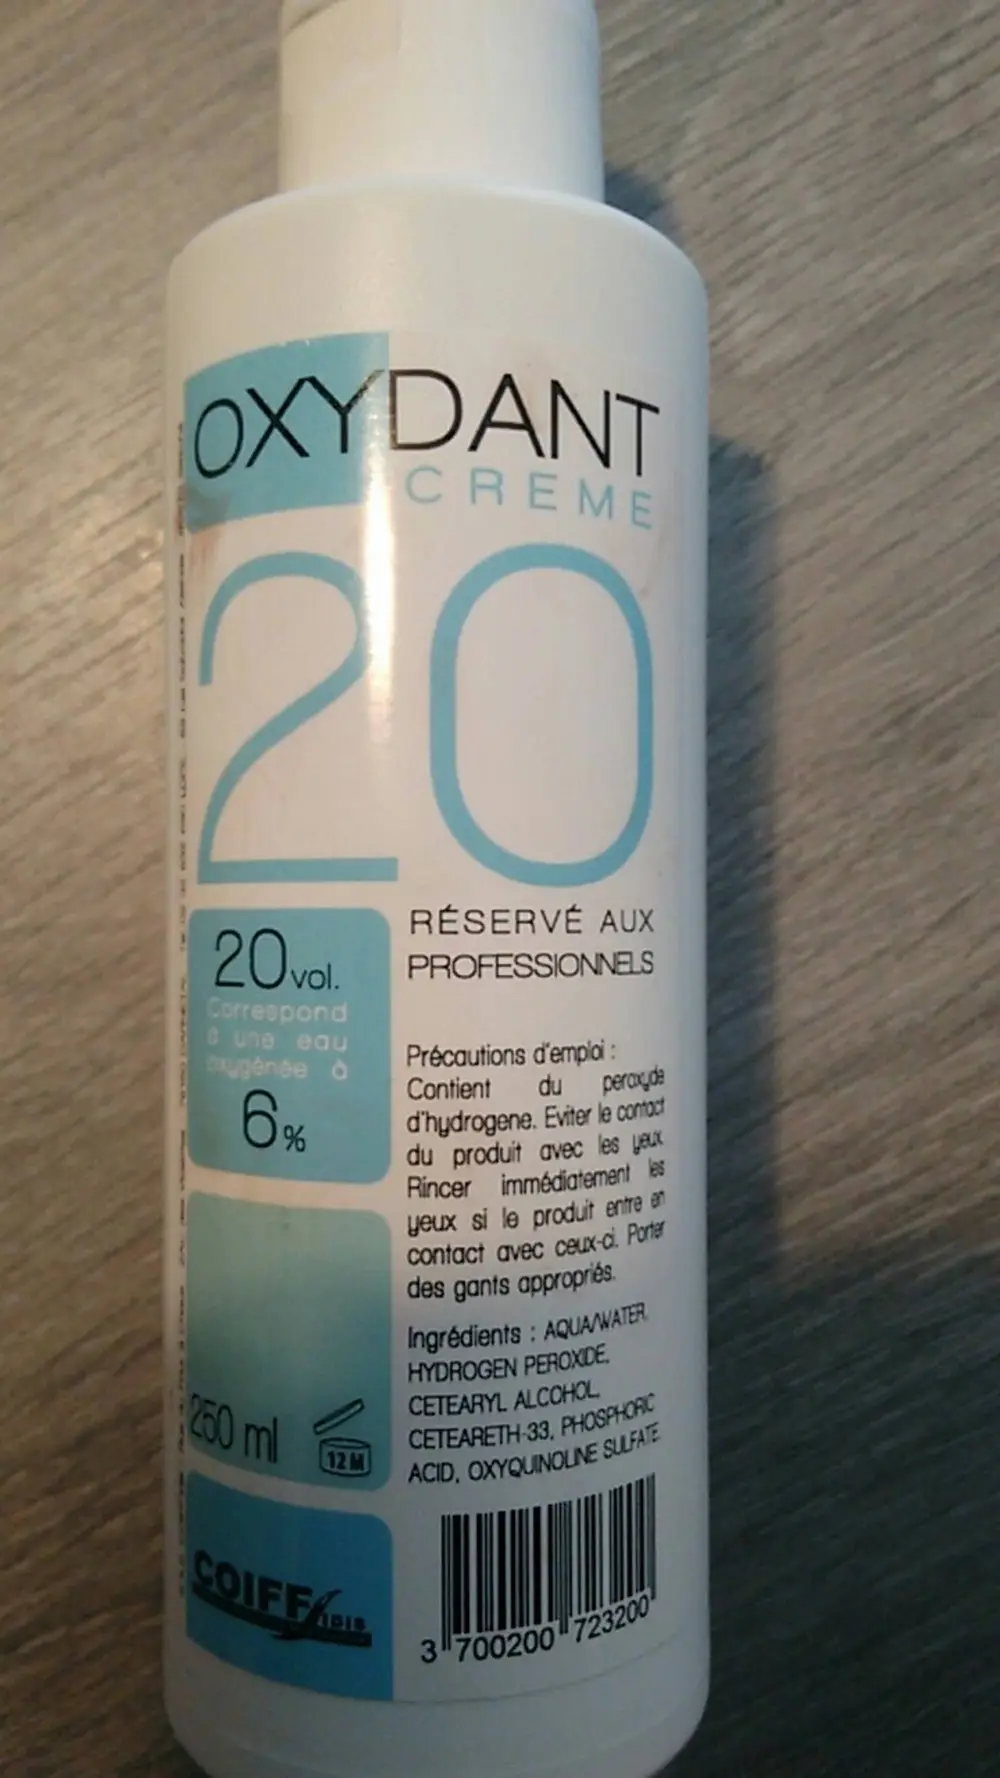 OXYDANT
CREME
20
20 vol.
Correspond
à une eau
oxygénée à
6%
250 ml
12 M
COIFF
IDIS
RÉSERVÉ AUX
PROFESSIONNELS
Précautions d'emploi :
Contient du peroxyde
d'hydrogene. Eviter le contact
du produit avec les yeux.
Rincer immédiatement les
yeux si le produit entre en
contact avec ceux-ci. Porter
des gants appropriés.
Ingrédients : AQUA/WATER,
HYDROGEN PEROXIDE,
CETEARYL ALCOHOL,
CETEARETH-33, PHOSPHORIC
ACID, OXYQUINOLINE SULFATE.
3 700200 723200